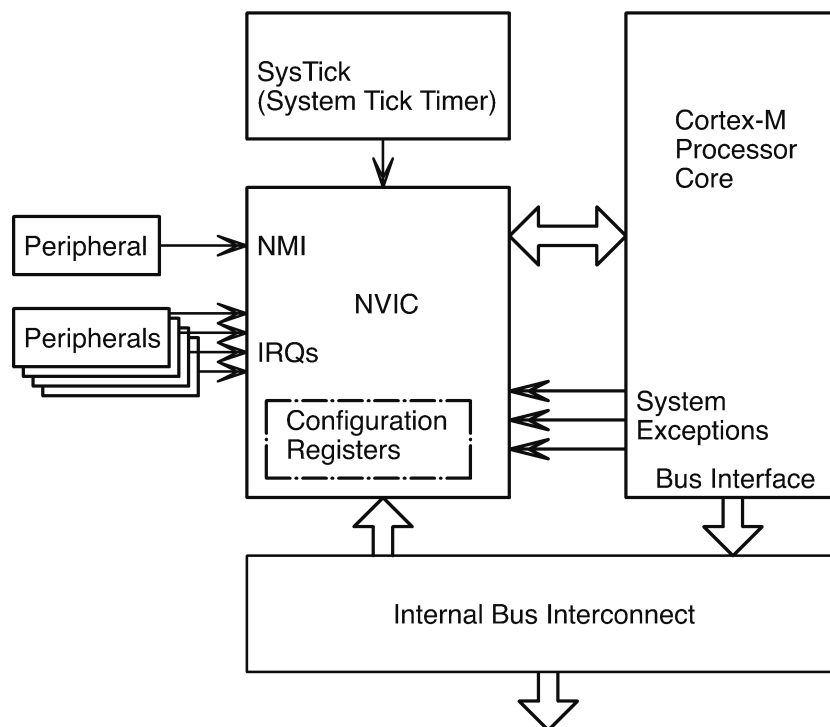 SysTick
(System Tick Timer)
Cortex-M
Processor
Core
Peripheral
NMI
NVIC
Peripherals
IRQs
Configuration
Registers
System
Exceptions
Bus Interface
Internal Bus Interconnect